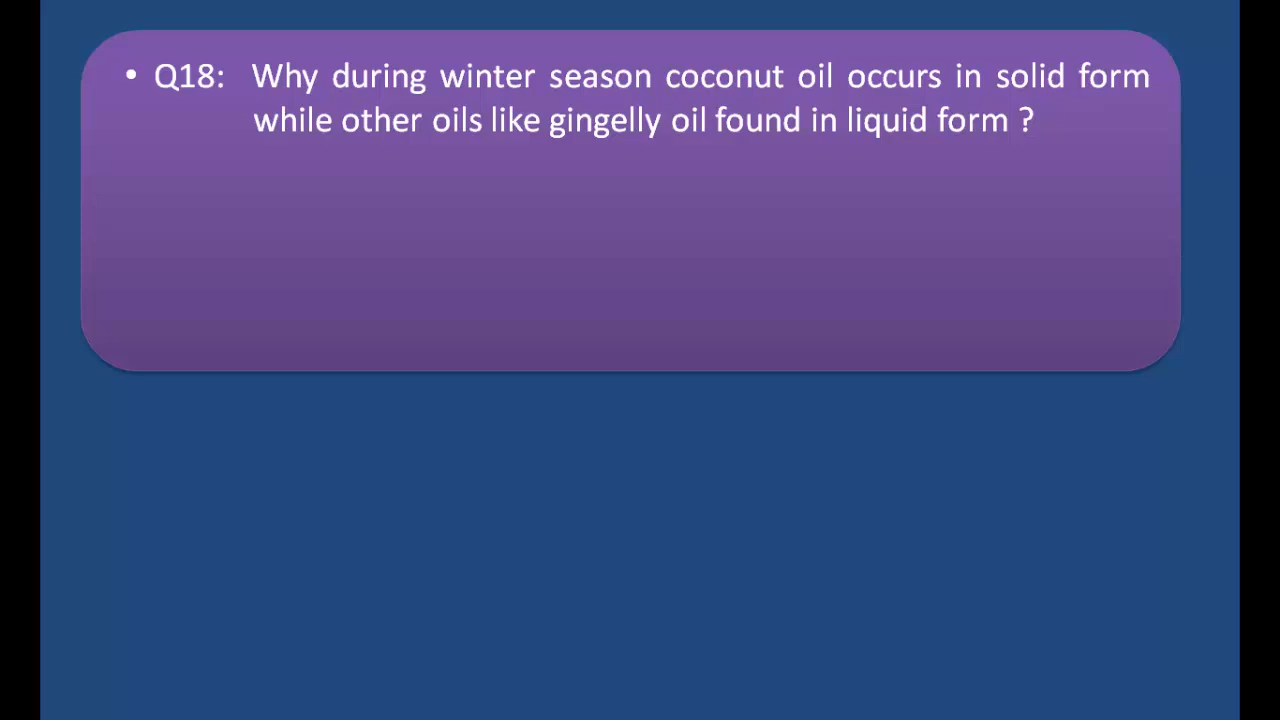 • Q18: Why during winter season coconut oil occurs in solid form
while other oils like gingelly oil found in liquid form ?